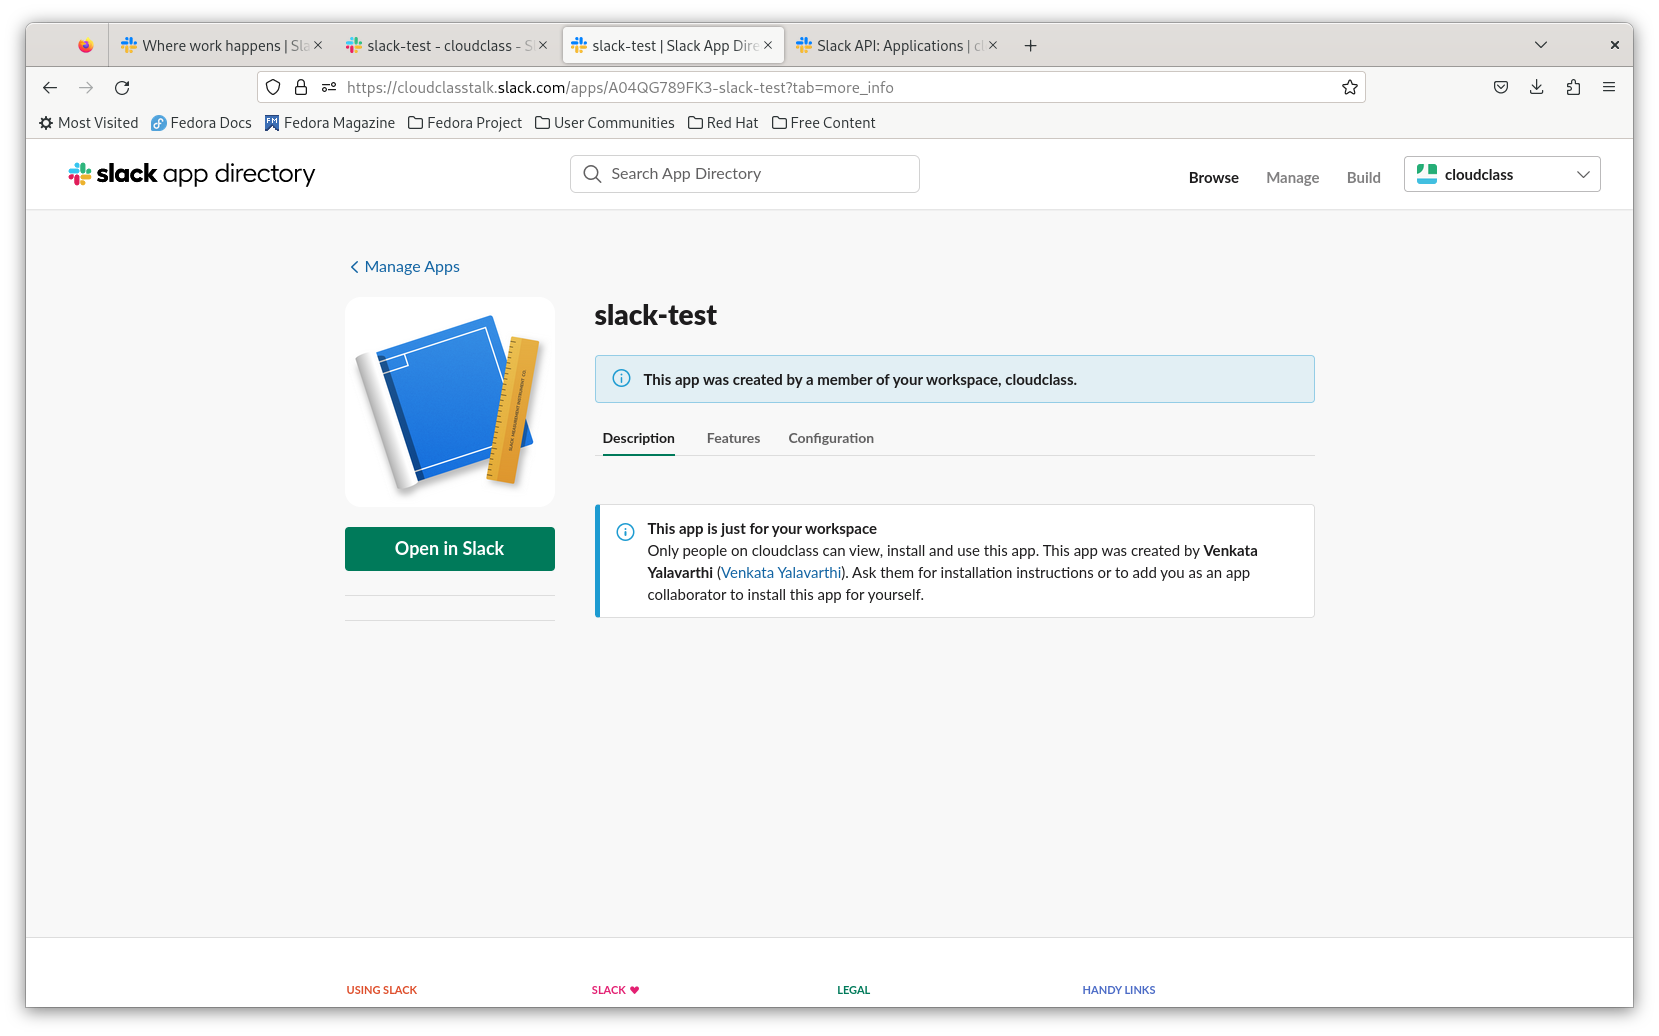 Where work happens | Sla
slack-test - cloudclass - S
slack-test | Slack App Dire
Slack API: Applications | cl
https://cloudclasstalk.slack.com/apps/A04QG789FK3-slack-test?tab=more_info
Most Visited
Fedora Docs
Fedora Magazine
Fedora Project
User Communities
Red Hat
Free Content
slack app directory
Search App Directory
Browse
Manage
Build
cloudclass
Manage Apps
slack-test
This app was created by a member of your workspace, cloudclass.
Description
Features
Configuration
SLACK MEASUREMENT INSTRUMENT CO.
Open in Slack
This app is just for your workspace
Only people on cloudclass can view, install and use this app. This app was created by Venkata
Yalavarthi (Venkata Yalavarthi). Ask them for installation instructions or to add you as an app
collaborator to install this app for yourself.
USING SLACK
SLACK
LEGAL
HANDY LINKS